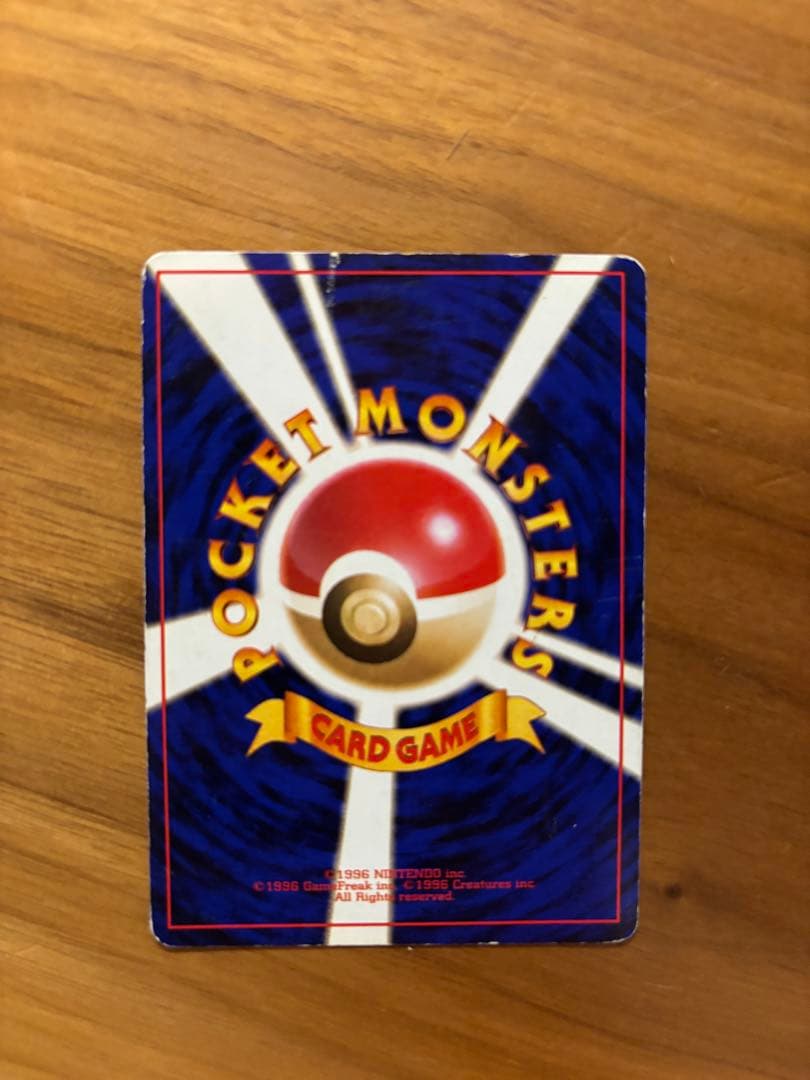 POCKET MONSTERS
CARD GAME
©1996 NINTENDO inc.
©1996 GameFreak inc. ©1996 Creatures inc.
All Rights reserved.